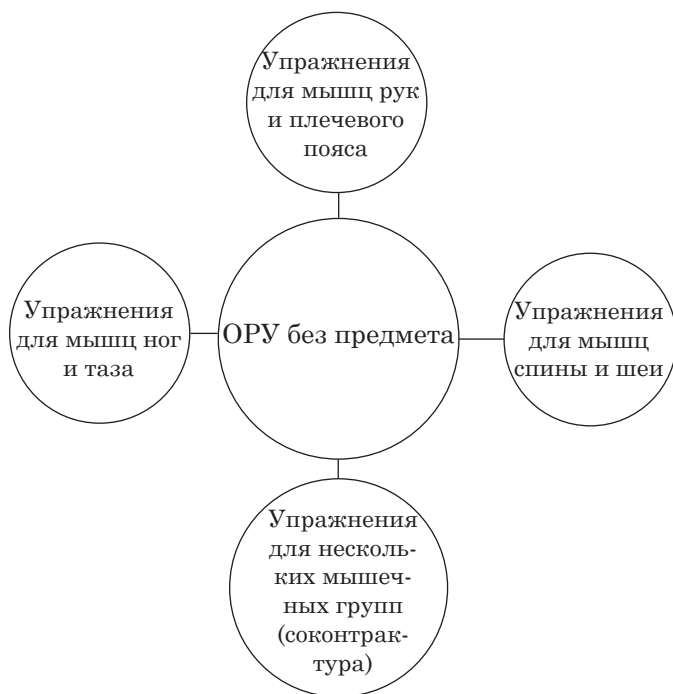 Упражнения
для мышц рук
и плечевого
пояса
Упражнения
для мышц ног
и таза
ОРУ без предмета
Упражнения
для мышц
спины и шеи
Упражнения
для несколь-
ких мышеч-
ных групп
(соконтрак-
тура)